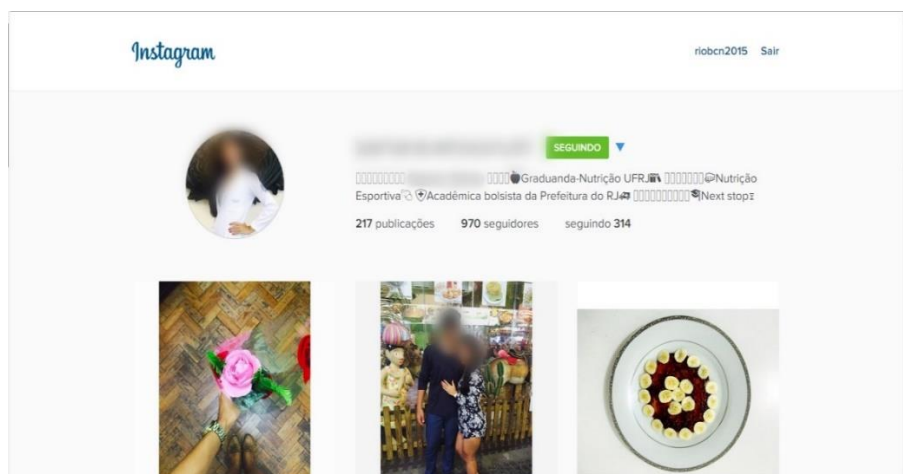 Instagram
riobcn2015 Sair
SEGUINDO
Graduanda-Nutrição UFRJ Nutrição
Esportiva Acadêmica bolsista da Prefeitura do RJ Next stop
217 publicações 970 seguidores seguindo 314